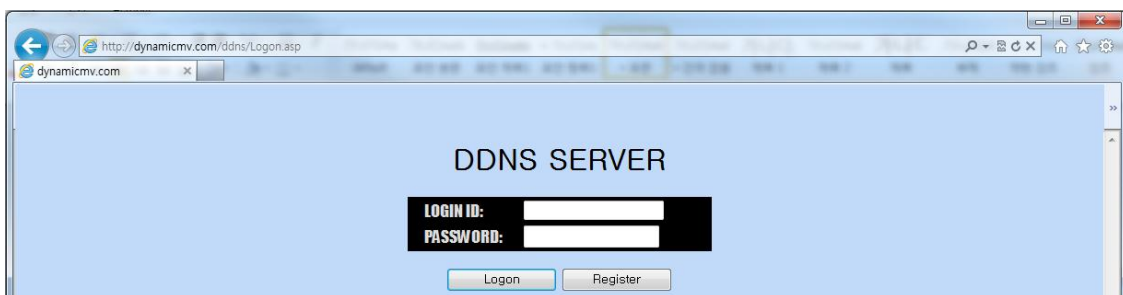 http://dynamicmv.com/ddns/Logon.asp
dynamicmv.com
DDNS SERVER
LOGIN ID:
PASSWORD:
Logon
Register